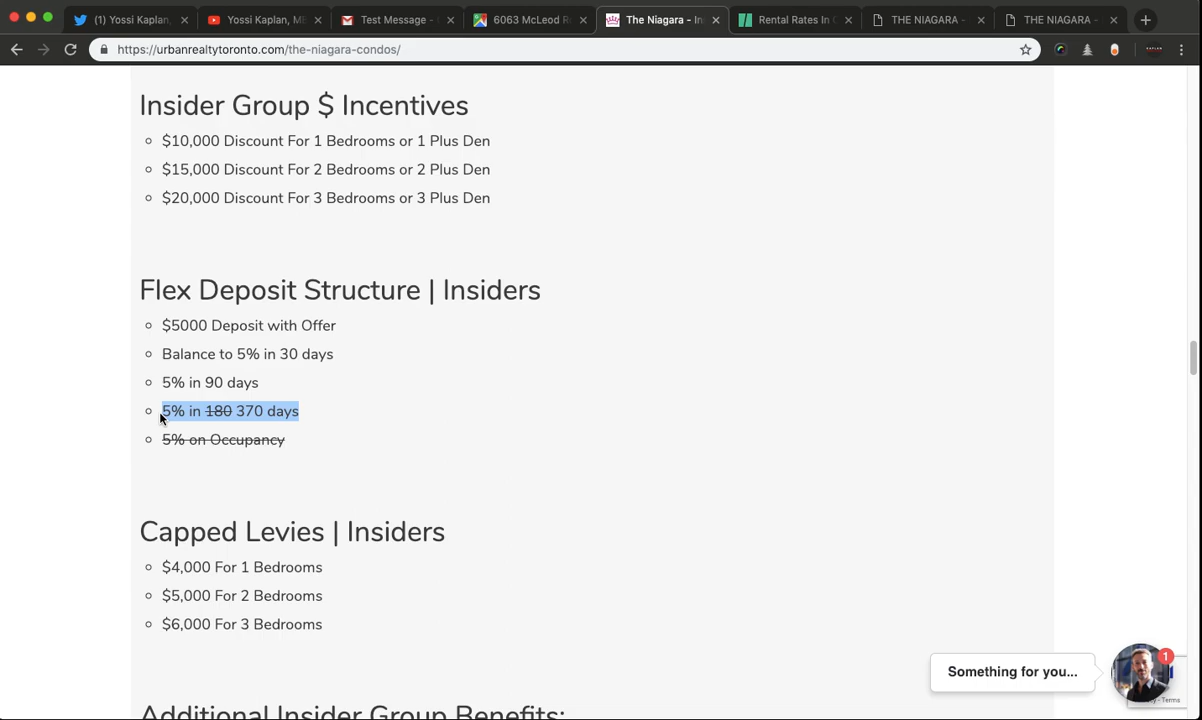 (1) Yossi Kaplan,
Yossi Kaplan, M
Test Message -
6063 McLeod R
The Niagara - In
Rental Rates In
THE NIAGARA -
THE NIAGARA -
https://urbanrealtytoronto.com/the-niagara-condos/
Insider Group $ Incentives
$10,000 Discount For 1 Bedrooms or 1 Plus Den
$15,000 Discount For 2 Bedrooms or 2 Plus Den
$20,000 Discount For 3 Bedrooms or 3 Plus Den
Flex Deposit Structure | Insiders
$5000 Deposit with Offer
Balance to 5% in 30 days
5% in 90 days
5% in 180 370 days
5% on Occupancy
Capped Levies | Insiders
$4,000 For 1 Bedrooms
$5,000 For 2 Bedrooms
$6,000 For 3 Bedrooms
Something for you...
1
- Terms
Additional Insider Group Benefits: